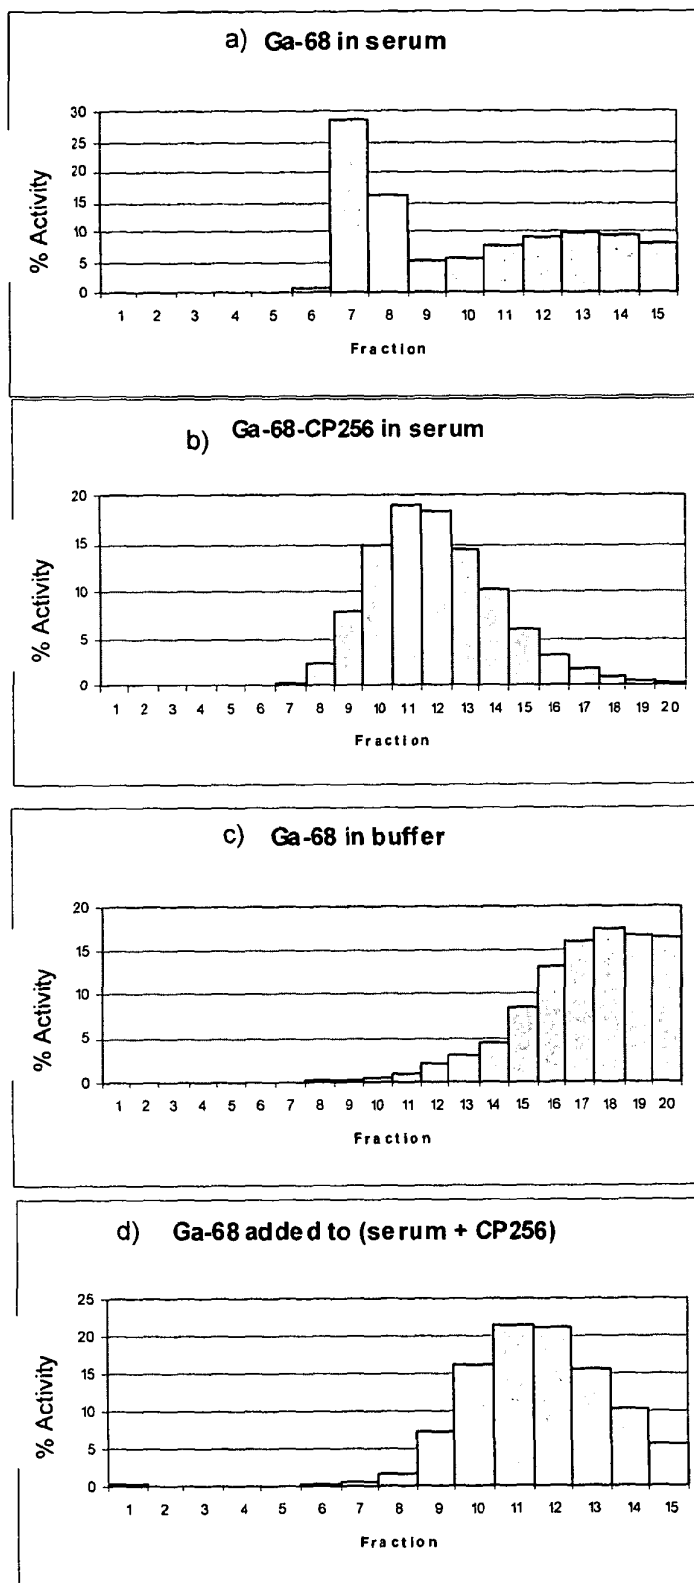 a) Ga-68 in serum
30
25
20
15
10
5
0
% Activity
1 2 3 4 5 6 7 8 9 10 11 12 13 14 15
Fraction
b) Ga-68-CP256 in serum
20
15
10
5
0
% Activity
1 2 3 4 5 6 7 8 9 10 11 12 13 14 15 16 17 18 19 20
Fraction
c) Ga-68 in buffer
20
15
10
5
0
% Activity
1 2 3 4 5 6 7 8 9 10 11 12 13 14 15 16 17 18 19 20
Fraction
d) Ga-68 added to (serum + CP256)
25
20
15
10
5
0
% Activity
1 2 3 4 5 6 7 8 9 10 11 12 13 14 15
Fraction